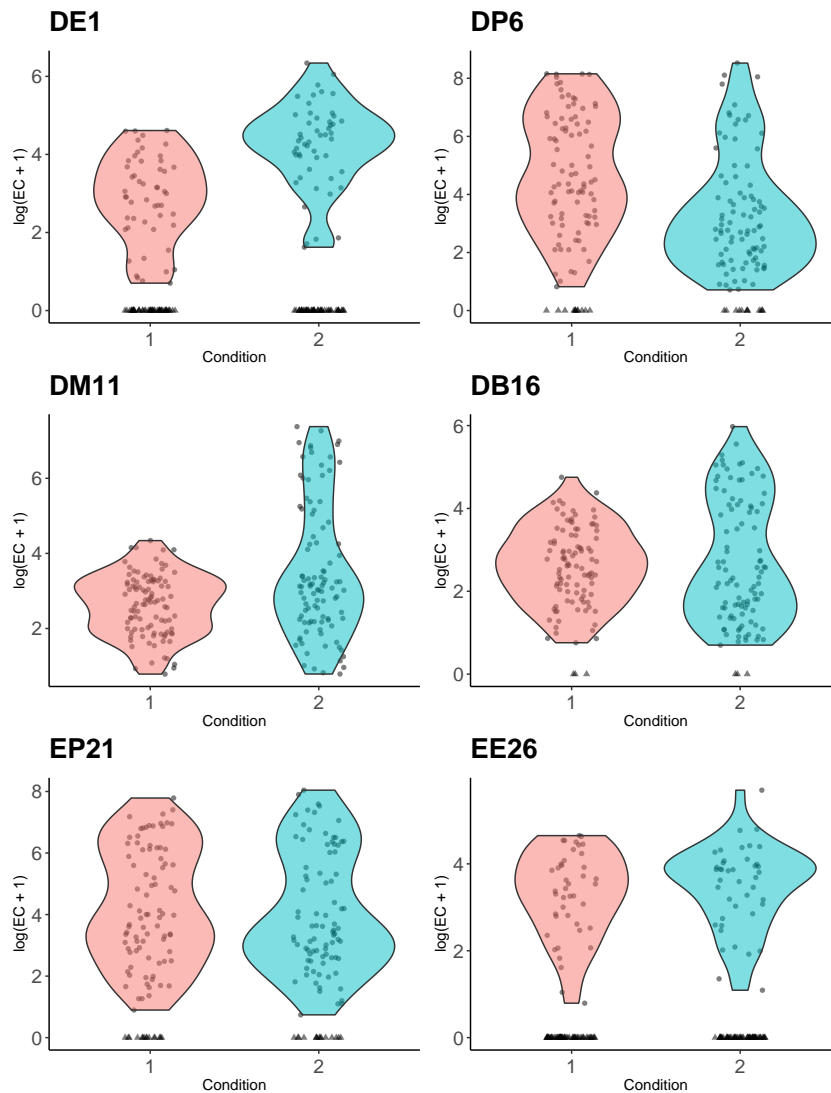 DE1
DP6
log(EC + 1)
6
4
2
0
1
2
Condition
log(EC + 1)
8
6
4
2
0
1
2
Condition
DM11
DB16
log(EC + 1)
6
4
2
1
2
Condition
log(EC + 1)
6
4
2
0
1
2
Condition
EP21
EE26
log(EC + 1)
8
6
4
2
0
1
2
Condition
log(EC + 1)
4
2
0
1
2
Condition